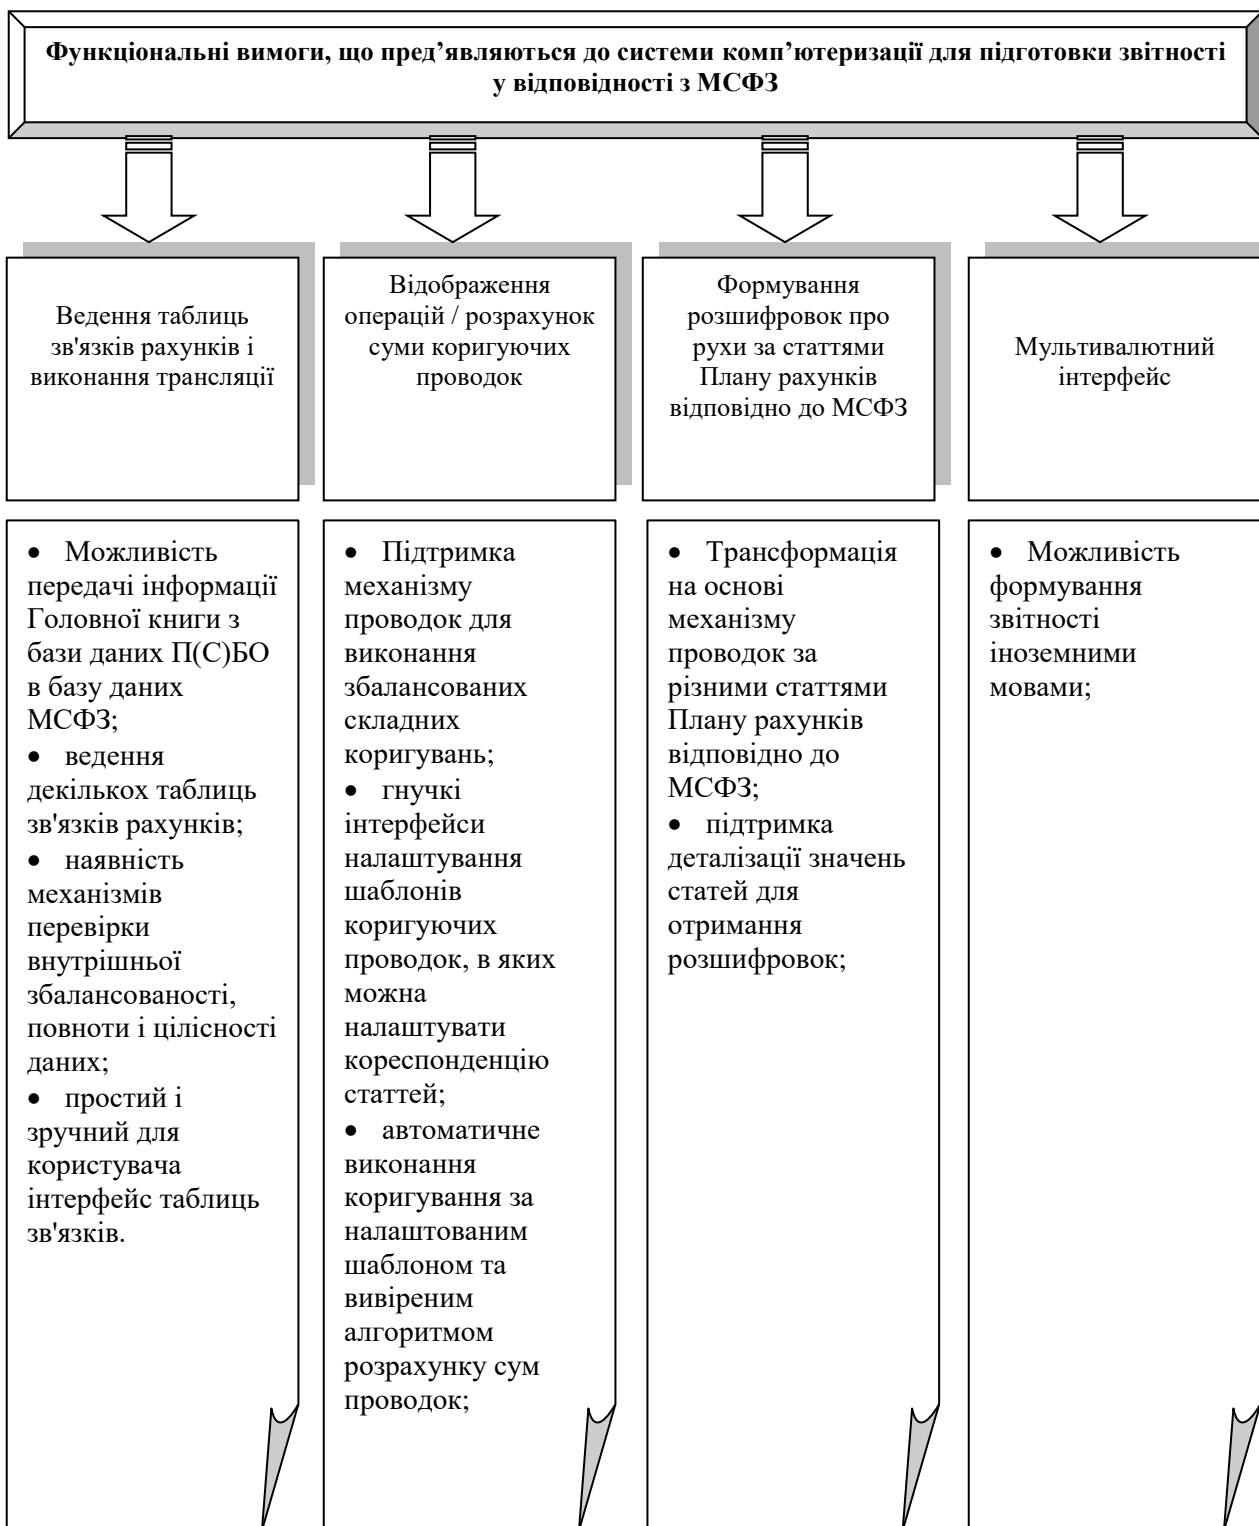 Функціональні вимоги, що пред’являються до системи комп’ютеризації для підготовки звітності
у відповідності з МСФЗ
Ведення таблиць
зв'язків рахунків і
виконання трансляції
Відображення
операцій / розрахунок
суми коригуючих
проводок
Формування
розшифровок про
рухи за статтями
Плану рахунків
відповідно до МСФЗ
Мультивалютний
інтерфейс
• Можливість
передачі інформації
Головної книги з
бази даних П(С)БО
в базу даних
МСФЗ;
• ведення
декількох таблиць
зв'язків рахунків;
• наявність
механізмів
перевірки
внутрішньої
збалансованості,
повноти і цілісності
даних;
• простий і
зручний для
користувача
інтерфейс таблиць
зв'язків.
• Підтримка
механізму
проводок для
виконання
збалансованих
складних
коригувань;
• гнучкі
інтерфейси
налаштування
шаблонів
коригуючих
проводок, в яких
можна
налаштувати
кореспонденцію
статтей;
• автоматичне
виконання
коригування за
налаштованим
шаблоном та
вивіреним
алгоритмом
розрахунку сум
проводок;
• Трансформація
на основі
механізму
проводок за
різними статтями
Плану рахунків
відповідно до
МСФЗ;
• підтримка
деталізації значень
статей для
отримання
розшифровок;
• Можливість
формування
звітності
іноземними
мовами;